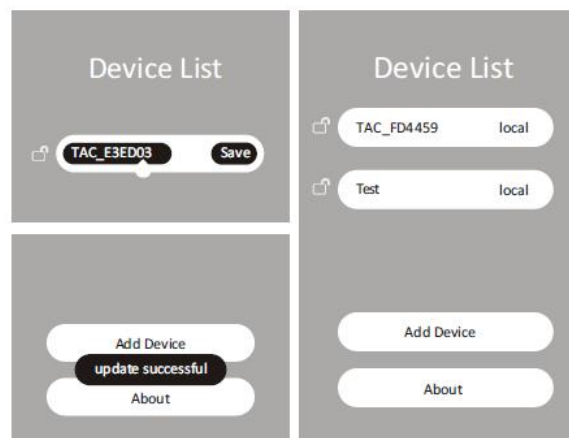 Device List
TAC_E3ED03 Save
Add Device
update successful
About
Device List
TAC_FD4459 local
Test local
Add Device
About